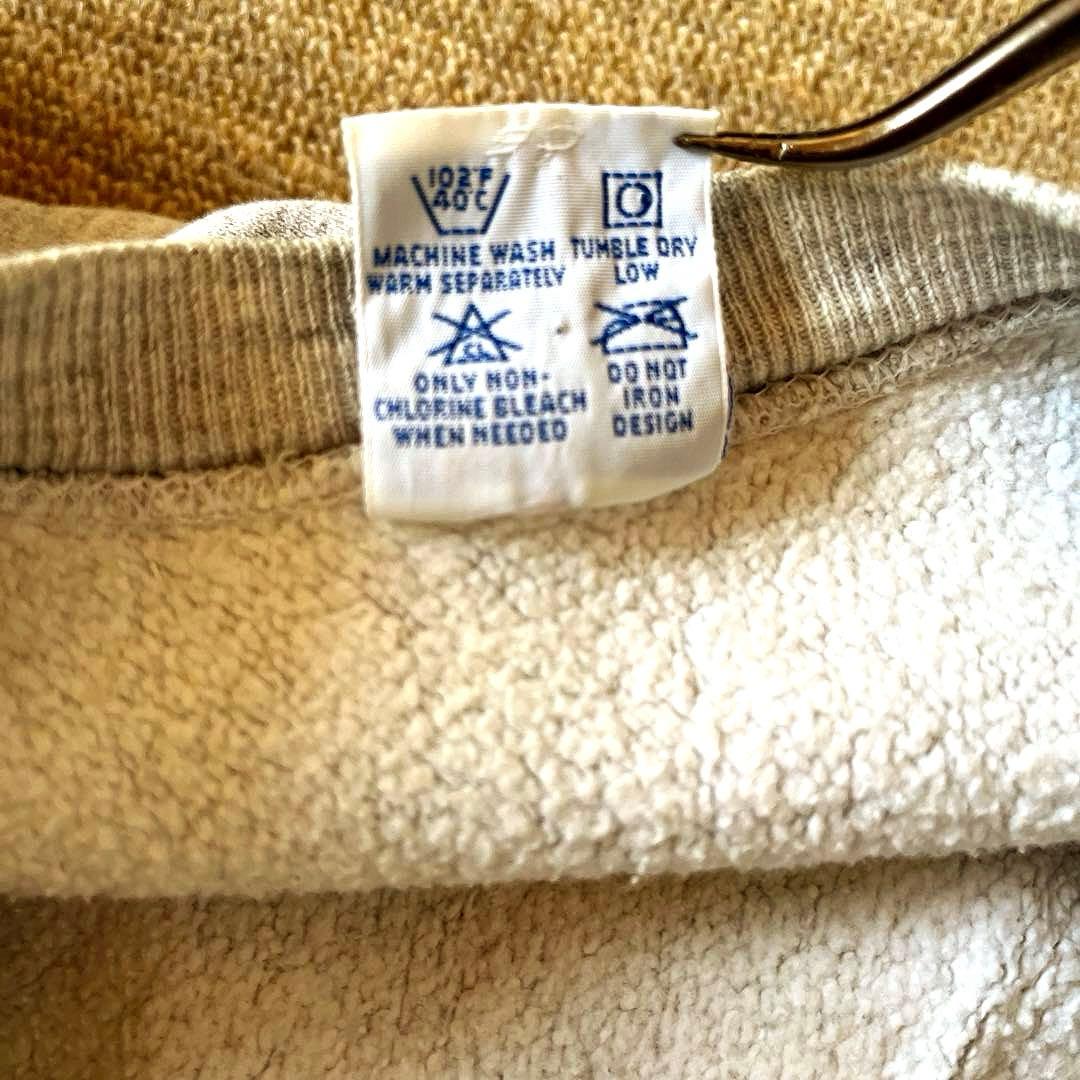 102°F
40°C
MACHINE WASH
WARM SEPARATELY
TUMBLE DRY
LOW
CL
ONLY NON-
CHLORINE BLEACH
WHEN NEEDED
DO NOT
IRON
DESIGN